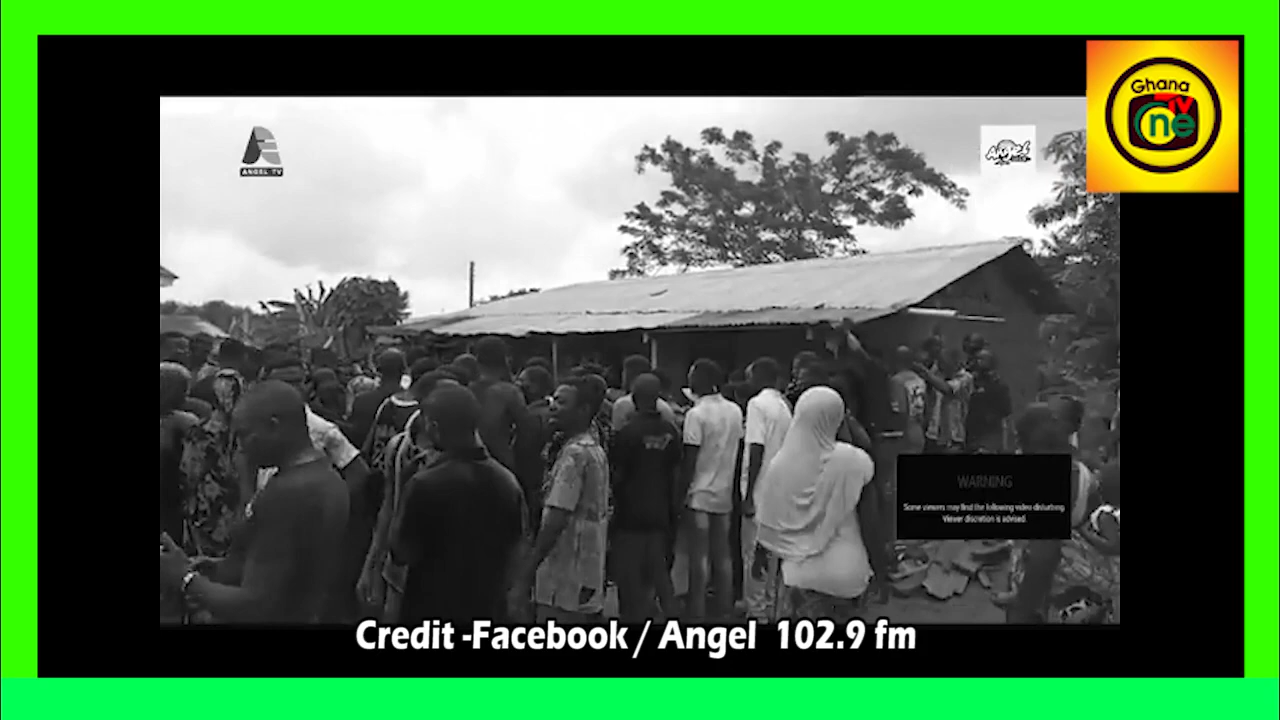 Ghana
TV
One
ANGEL TV
ANGEL
WARNING
Some viewers may find the following video disturbing.
Viewer discretion is advised.
Credit -Facebook / Angel 102.9 fm